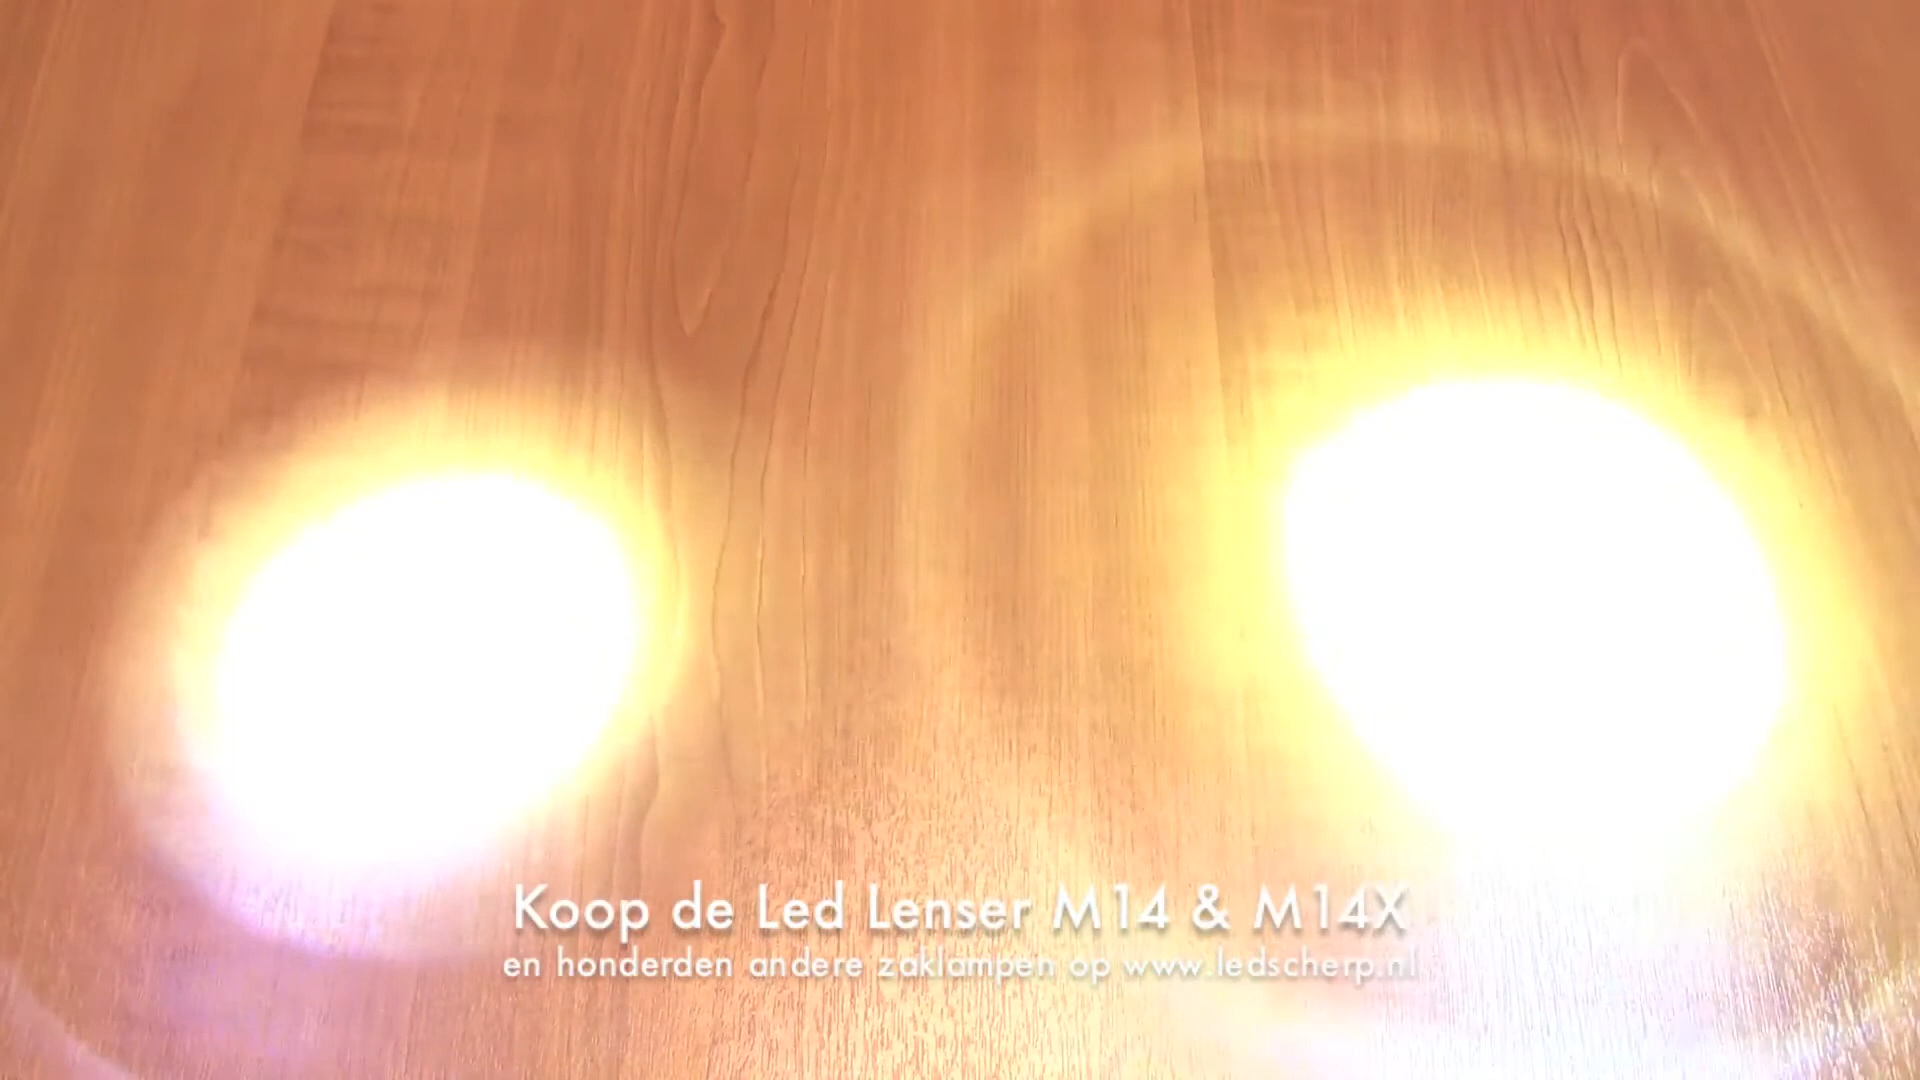 Koop de Led Lenser M14 & M14X
en honderden andere zaklampen op www.ledscherp.nl